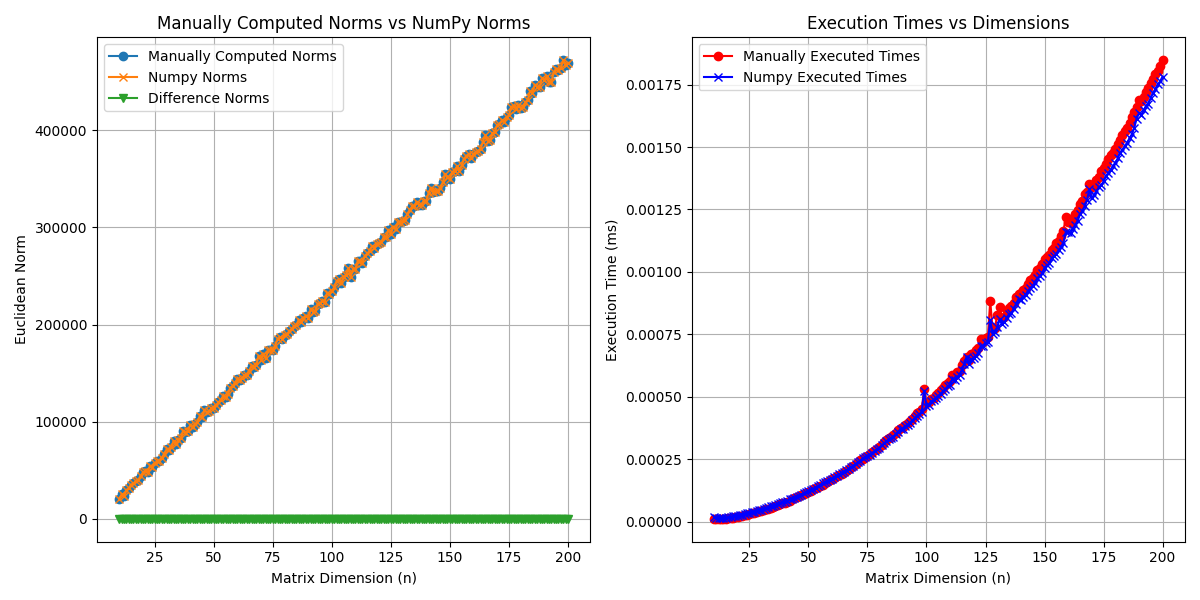 Manually Computed Norms vs NumPy Norms
Manually Computed Norms
Numpy Norms
Difference Norms
Euclidean Norm
400000
300000
200000
100000
0
25
50
75
100
125
150
175
200
Matrix Dimension (n)
Execution Times vs Dimensions
Manually Executed Times
Numpy Executed Times
Execution Time (ms)
0.00175
0.00150
0.00125
0.00100
0.00075
0.00050
0.00025
0.00000
25
50
75
100
125
150
175
200
Matrix Dimension (n)